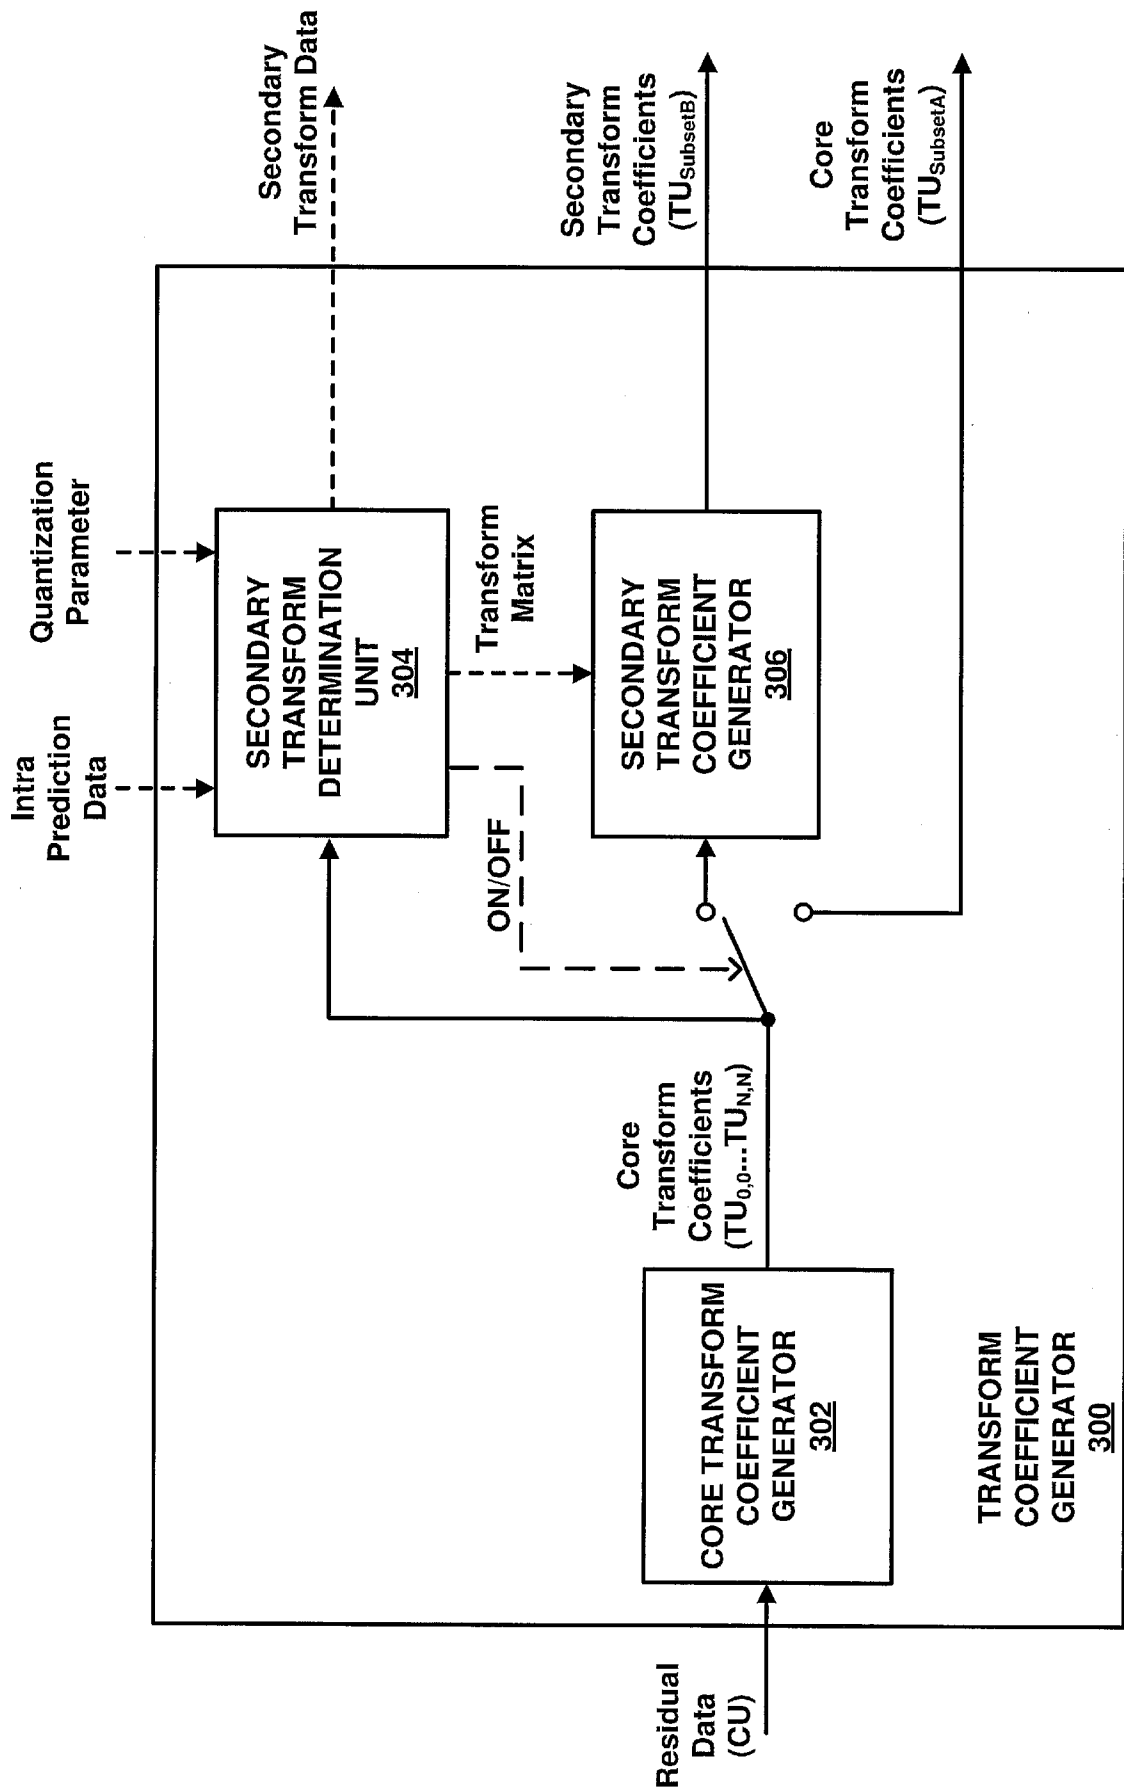 Intra
Prediction
Data
Quantization
Parameter
Secondary
Transform Data
SECONDARY
TRANSFORM
DETERMINATION
UNIT
304
ON/OFF
Transform
Matrix
Secondary
Transform
Coefficients
(TUSubsetB)
SECONDARY
TRANSFORM
COEFFICIENT
GENERATOR
306
Core
Transform
Coefficients
(TUSubsetA)
Core
Transform
Coefficients
(TU0,0...TUN,N)
Residual
Data
(CU)
CORE TRANSFORM
COEFFICIENT
GENERATOR
302
TRANSFORM
COEFFICIENT
GENERATOR
300